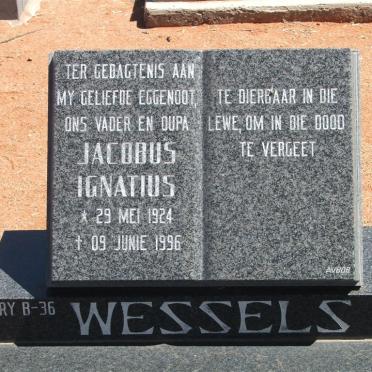 TER GEDAGTENIS AAN
MY GELIEFDE EGGENOOT,
ONS VADER EN OUPA
JACOBUS
IGNATIUS
* 29 MEI 1924
† 09 JUNIE 1996
TE DIERBAAR IN DIE
LEWE, OM IN DIE DOOD
TE VERGEET
AVBOB
RY B-36
WESSELS